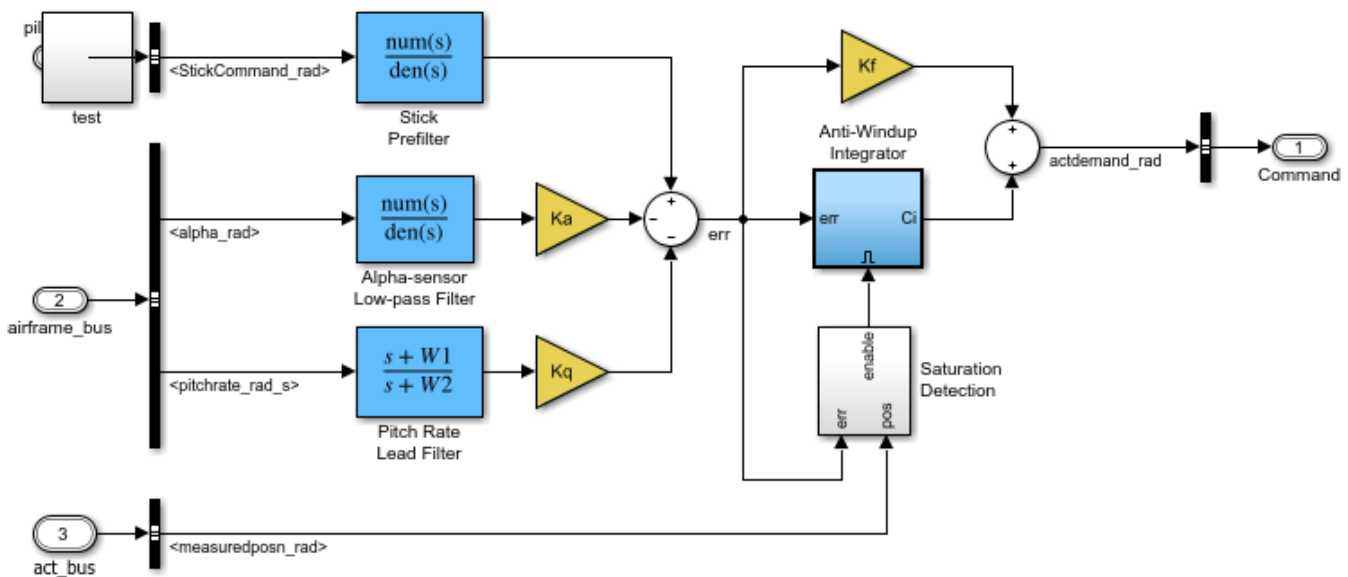 pil
test
<StickCommand_rad>
num(s)
den(s)
Stick
Prefilter
Kf
Anti-Windup
Integrator
+
+
actdemand_rad
1
Command
<alpha_rad>
num(s)
den(s)
Alpha-sensor
Low-pass Filter
Ka
+
−
−
err
err
Ci
2
airframe_bus
<pitchrate_rad_s>
s + W1
s + W2
Pitch Rate
Lead Filter
Kq
enable
err
pos
Saturation
Detection
3
act_bus
<measuredposn_rad>